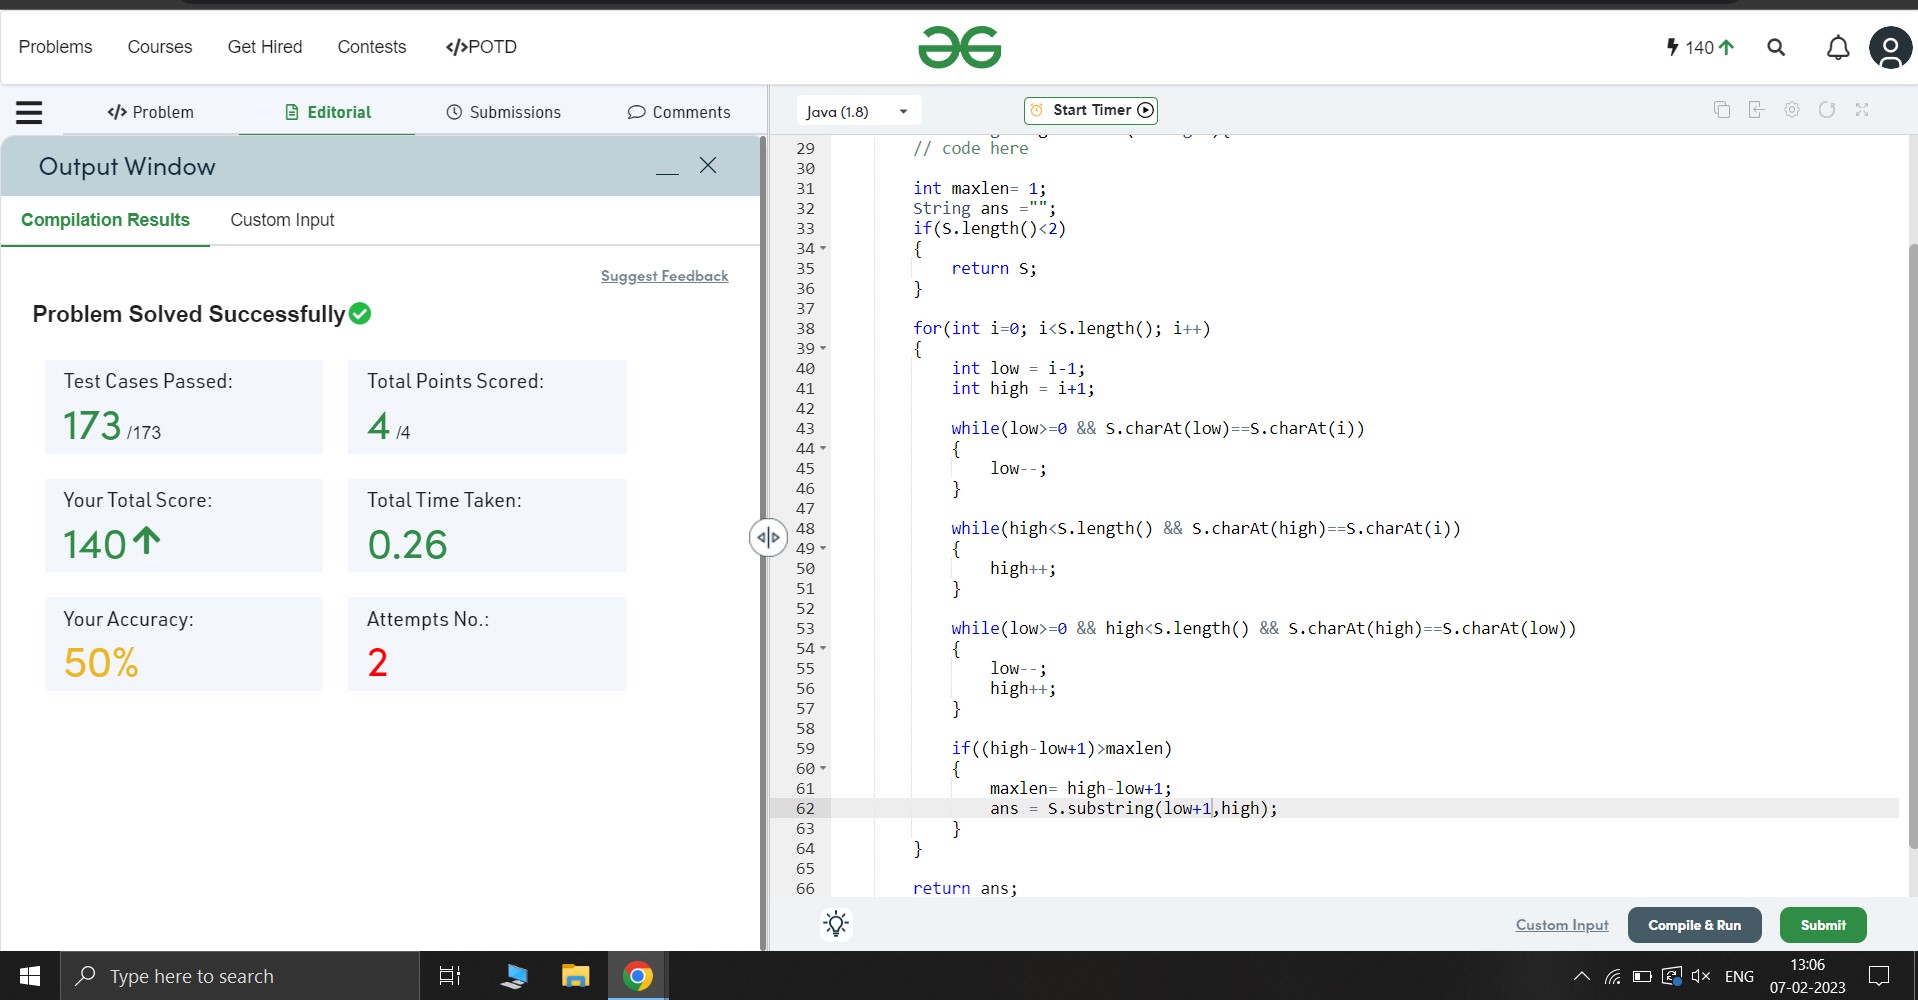 Problems Courses Get Hired Contests </>POTD
140
</> Problem Editorial Submissions Comments
Java (1.8) Start Timer
Output Window
Compilation Results Custom Input
Suggest Feedback
Problem Solved Successfully
Test Cases Passed: Total Points Scored:
173 /173 4 /4
Your Total Score: Total Time Taken:
140 0.26
Your Accuracy: Attempts No.:
50% 2
29 // code here
30
31 int maxlen= 1;
32 String ans ="";
33 if(S.length()<2)
34 {
35 return S;
36 }
37
38 for(int i=0; i<S.length(); i++)
39 {
40 int low = i-1;
41 int high = i+1;
42
43 while(low>=0 && S.charAt(low)==S.charAt(i))
44 {
45 low--;
46 }
47
48 while(high<S.length() && S.charAt(high)==S.charAt(i))
49 {
50 high++;
51 }
52
53 while(low>=0 && high<S.length() && S.charAt(high)==S.charAt(low))
54 {
55 low--;
56 high++;
57 }
58
59 if((high-low+1)>maxlen)
60 {
61 maxlen= high-low+1;
62 ans = S.substring(low+1,high);
63 }
64 }
65
66 return ans;
Custom Input Compile & Run Submit
Type here to search
ENG
13:06
07-02-2023